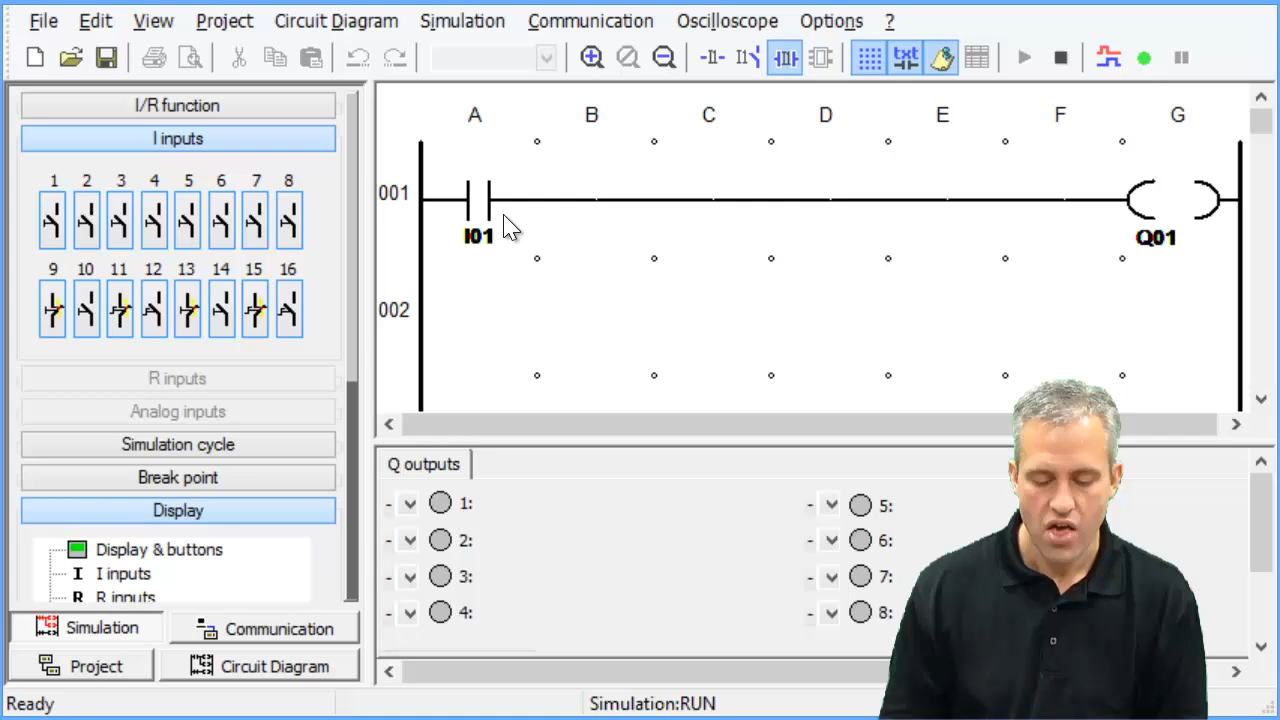 File Edit View Project Circuit Diagram Simulation Communication Oscilloscope Options ?
txt
I/R function
I inputs
1 2 3 4 5 6 7 8
9 10 11 12 13 14 15 16
R inputs
Analog inputs
Simulation cycle
Break point
Display
Display & buttons
I I inputs
R R inputs
Simulation Communication
Project Circuit Diagram
A B C D E F G
001
I01 Q01
002
Q outputs
- 1: - 5:
- 2: - 6:
- 3: - 7:
- 4: - 8:
Ready Simulation:RUN